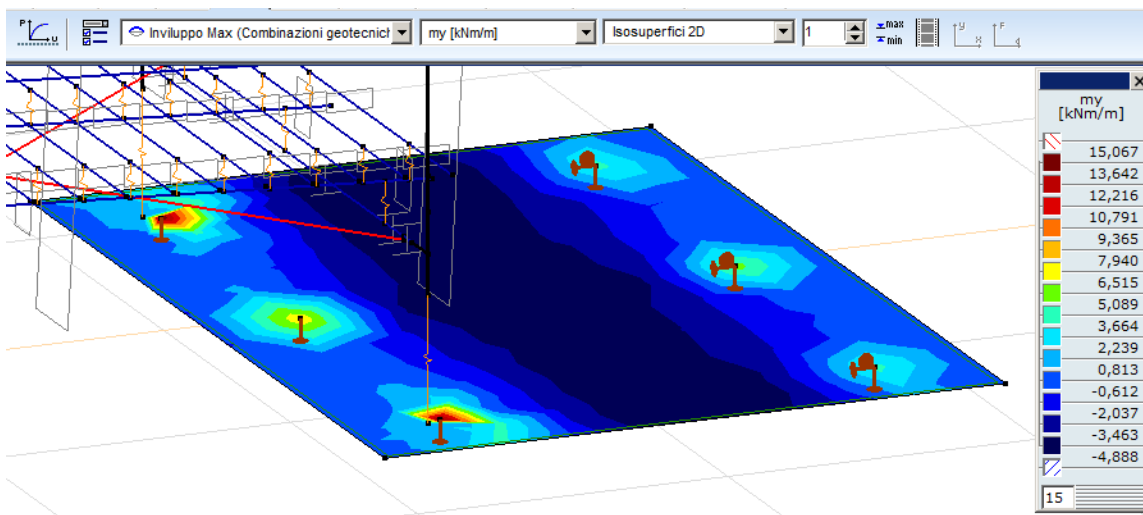 P
u
Inviluppo Max (Combinazioni geotecnich
my [kNm/m]
Isosuperfici 2D
1
max
min
y
x
F
my
[kNm/m]
15,067
13,642
12,216
10,791
9,365
7,940
6,515
5,089
3,664
2,239
0,813
-0,612
-2,037
-3,463
-4,888
15